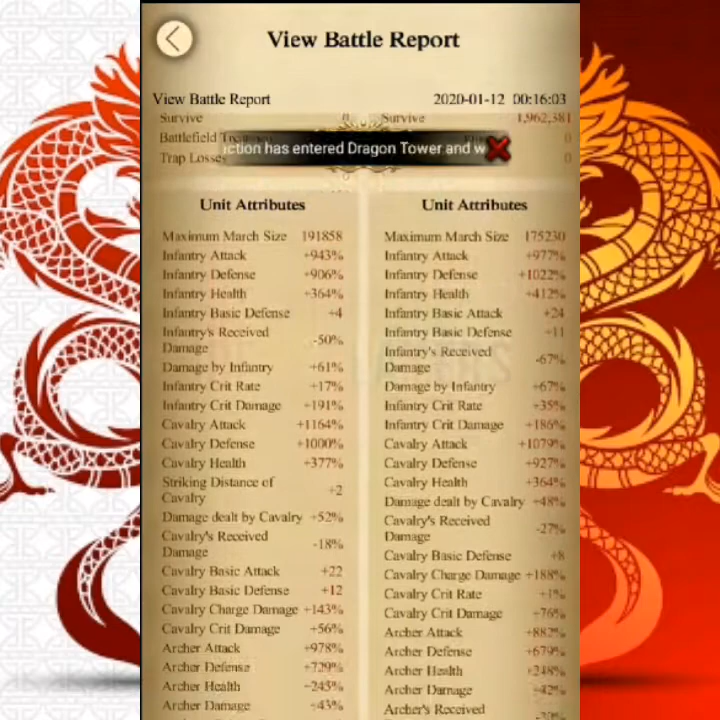 View Battle Report
View Battle Report 2020-01-12 00:16:03
Survive 0 Survive 1,962,381
Battlefield
ction has entered Dragon Tower and w
Trap Losses 0
Unit Attributes
Maximum March Size 191858
Infantry Attack +943%
Infantry Defense +906%
Infantry Health +364%
Infantry Basic Defense +4
Infantry's Received
Damage -50%
Damage by Infantry +61%
Infantry Crit Rate +17%
Infantry Crit Damage +191%
Cavalry Attack +1164%
Cavalry Defense +1000%
Cavalry Health +377%
Striking Distance of
Cavalry +2
Damage dealt by Cavalry +52%
Cavalry's Received
Damage -18%
Cavalry Basic Attack +22
Cavalry Basic Defense +12
Cavalry Charge Damage +143%
Cavalry Crit Damage +56%
Archer Attack +978%
Archer Defense +729%
Archer Health +245%
Archer Damage +43%
Unit Attributes
Maximum March Size 175230
Infantry Attack +977%
Infantry Defense +1022%
Infantry Health +412%
Infantry Basic Attack +24
Infantry Basic Defense +11
Infantry's Received
Damage -67%
Damage by Infantry +67%
Infantry Crit Rate +35%
Infantry Crit Damage +186%
Cavalry Attack +1079%
Cavalry Defense +927%
Cavalry Health +364%
Damage dealt by Cavalry +48%
Cavalry's Received
Damage -27%
Cavalry Basic Defense +8
Cavalry Charge Damage +188%
Cavalry Crit Rate +1%
Cavalry Crit Damage +76%
Archer Attack +882%
Archer Defense +679%
Archer Health +248%
Archer Damage +42%
Archer's Received